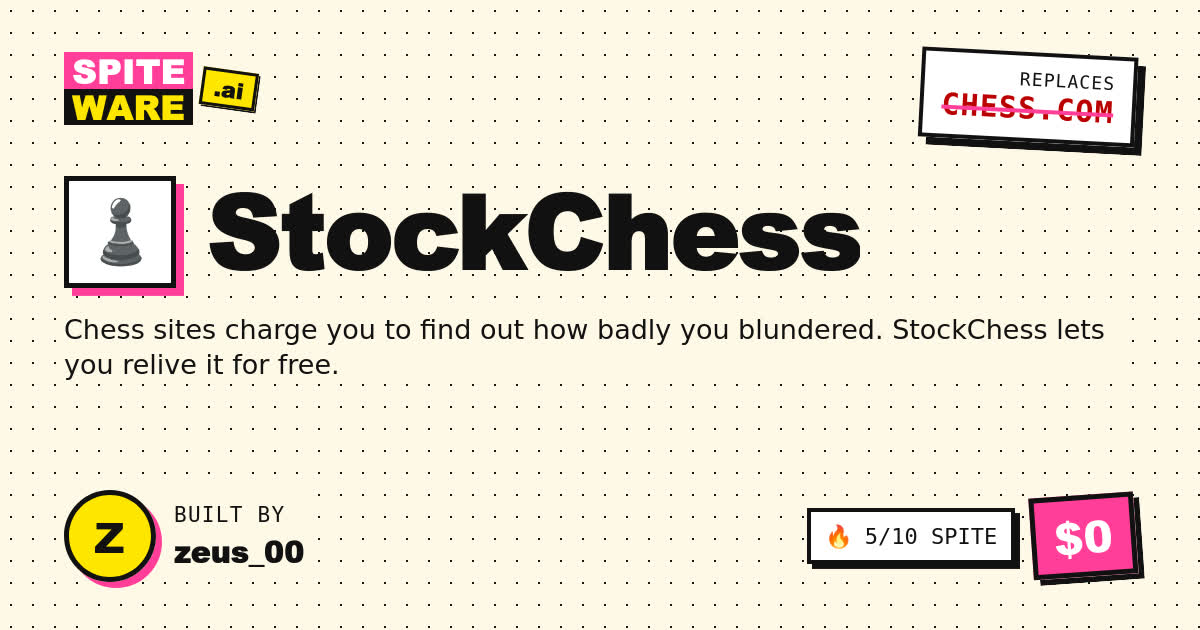 SPITE
WARE
.ai
REPLACES
CHESS.COM
StockChess
Chess sites charge you to find out how badly you blundered. StockChess lets
you relive it for free.
Z
BUILT BY
zeus_00
🔥 5/10 SPITE
$0